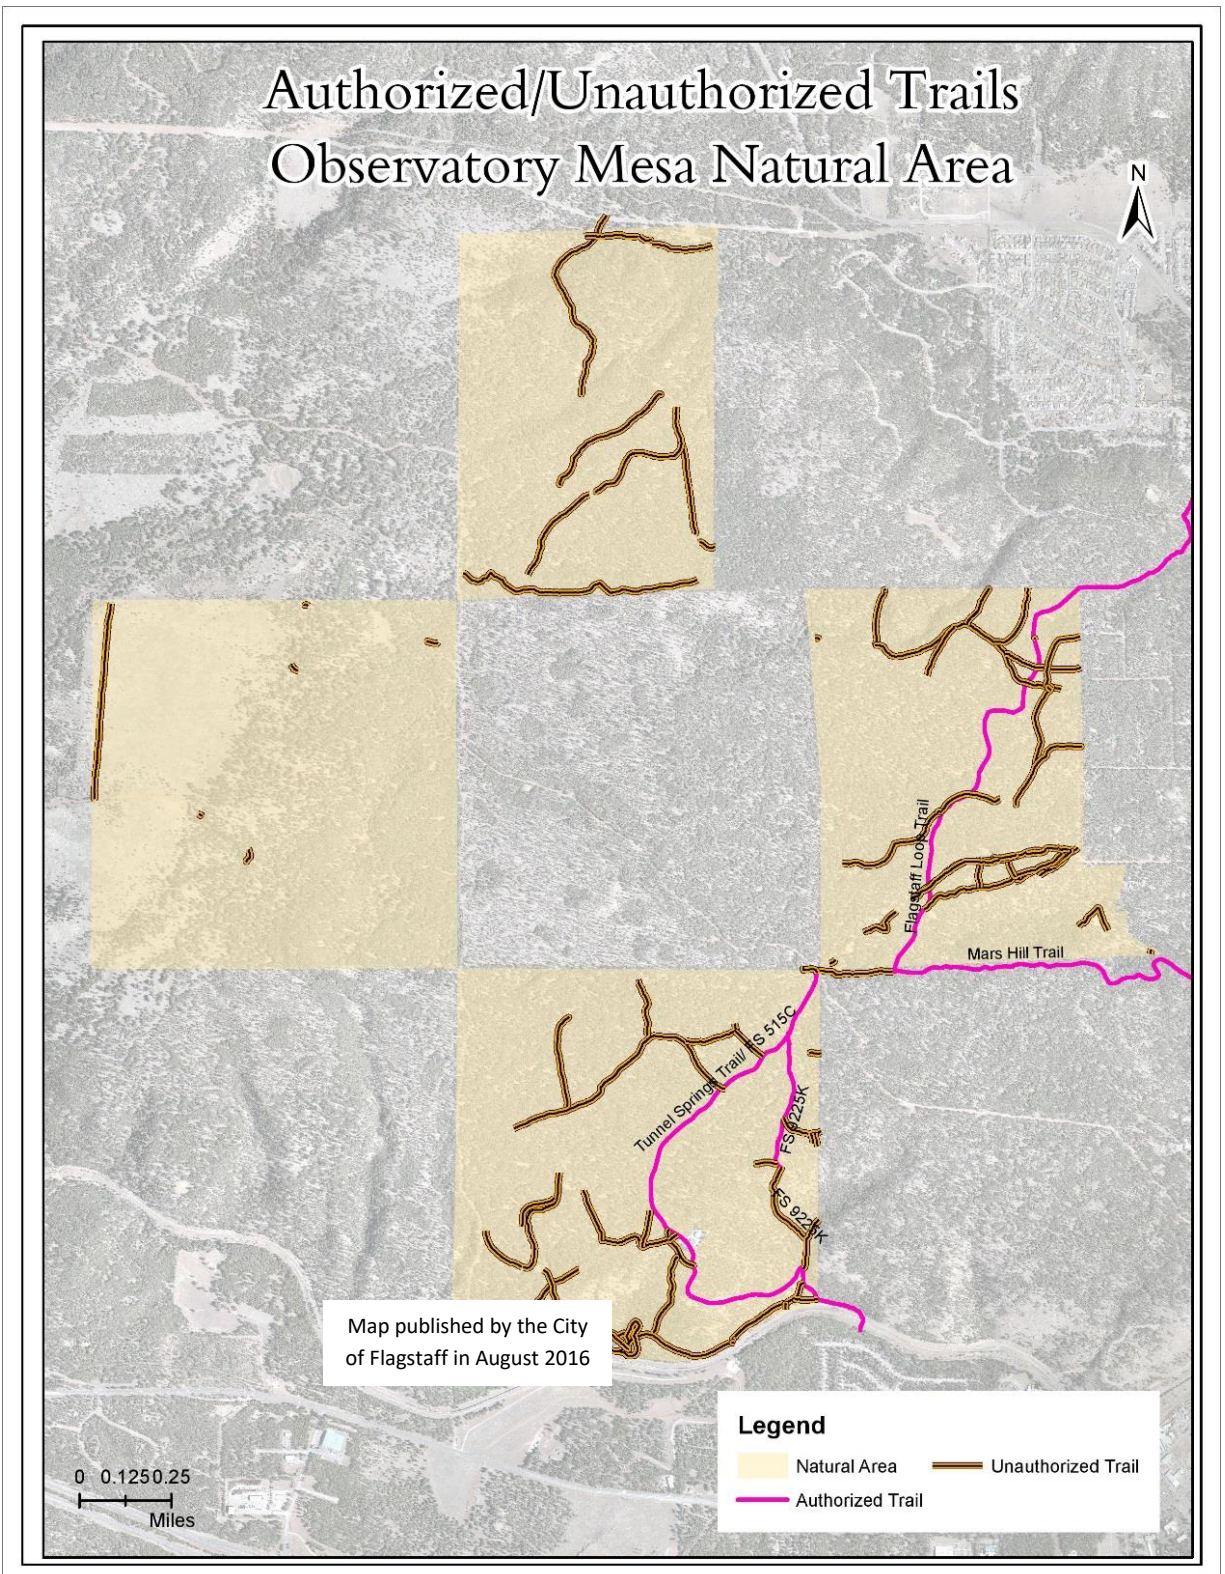 Authorized/Unauthorized Trails
Observatory Mesa Natural Area
N
Flagstaff Loop Trail
Mars Hill Trail
Tunnel Springs Trail/ FS 515C
FS 9225K
FS 9225K
Map published by the City
of Flagstaff in August 2016
Legend
Natural Area
Unauthorized Trail
Authorized Trail
0 0.125 0.25
Miles